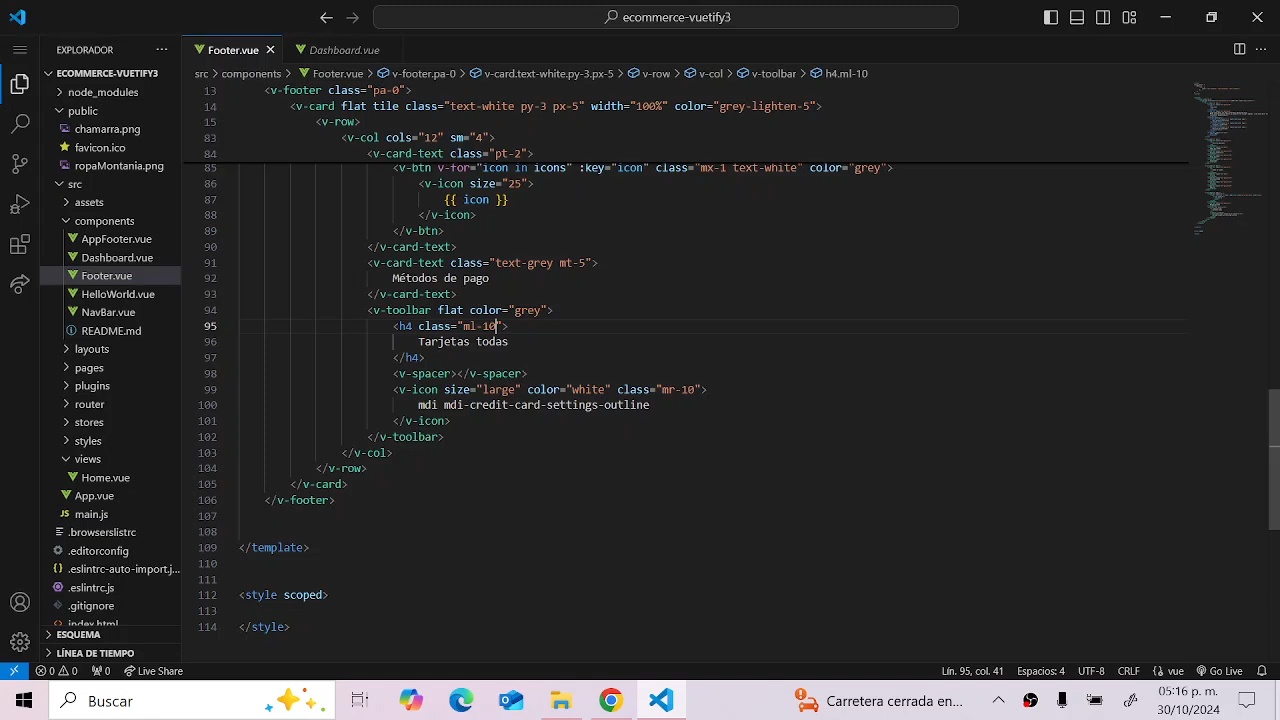 ecommerce-vuetify3
EXPLORADOR
Footer.vue
Dashboard.vue
src > components > Footer.vue > v-footer.pa-0 > v-card.text-white.py-3.px-5 > v-row > v-col > v-toolbar > h4.ml-10
ECOMMERCE-VUETIFY3
node_modules
public
chamarra.png
favicon.ico
ropaMontania.png
src
assets
components
AppFooter.vue
Dashboard.vue
Footer.vue
HelloWorld.vue
NavBar.vue
README.md
layouts
pages
plugins
router
stores
styles
views
Home.vue
App.vue
main.js
.browserslistrc
.editorconfig
.eslintrc-auto-import.j...
.eslintrc.js
.gitignore
index.html
ESQUEMA
LÍNEA DE TIEMPO
13 <v-footer class="pa-0">
14 <v-card flat tile class="text-white py-3 px-5" width="100%" color="grey-lighten-5">
15 <v-row>
83 <v-col cols="12" sm="4">
84 <v-card-text class="pt-2">
85 <v-btn v-for="icon in icons" :key="icon" class="mx-1 text-white" color="grey">
86 <v-icon size="25">
87 {{ icon }}
88 </v-icon>
89 </v-btn>
90 </v-card-text>
91 <v-card-text class="text-grey mt-5">
92 Métodos de pago
93 </v-card-text>
94 <v-toolbar flat color="grey">
95 <h4 class="ml-10">
96 Tarjetas todas
97 </h4>
98 <v-spacer></v-spacer>
99 <v-icon size="large" color="white" class="mr-10">
100 mdi mdi-credit-card-settings-outline
101 </v-icon>
102 </v-toolbar>
103 </v-col>
104 </v-row>
105 </v-card>
106 </v-footer>
107
108
109 </template>
110
111
112 <style scoped>
113
114 </style>
0 0 0 Live Share
Lín. 95, col. 41 Espacios: 4 UTF-8 CRLF {} vue Go Live
Buscar
Carretera cerrada en...
05:16 p. m.
30/10/2024